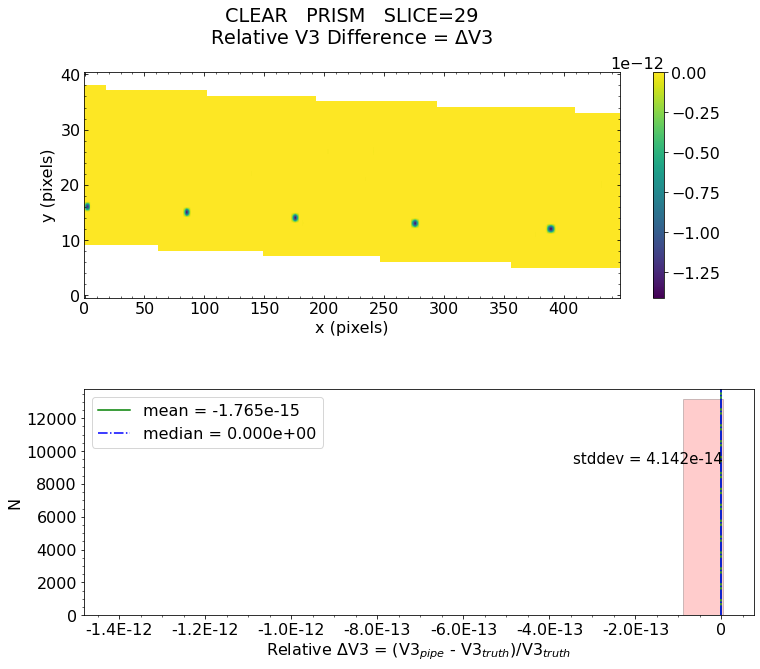 CLEAR   PRISM   SLICE=29
Relative V3 Difference = ΔV3
1e−12
40
30
20
10
0
y (pixels)
0 50 100 150 200 250 300 350 400
x (pixels)
0.00
−0.25
−0.50
−0.75
−1.00
−1.25
mean = -1.765e-15
median = 0.000e+00
stddev = 4.142e-14
12000
10000
8000
6000
4000
2000
0
N
-1.4E-12 -1.2E-12 -1.0E-12 -8.0E-13 -6.0E-13 -4.0E-13 -2.0E-13 0
Relative ΔV3 = (V3pipe - V3truth)/V3truth